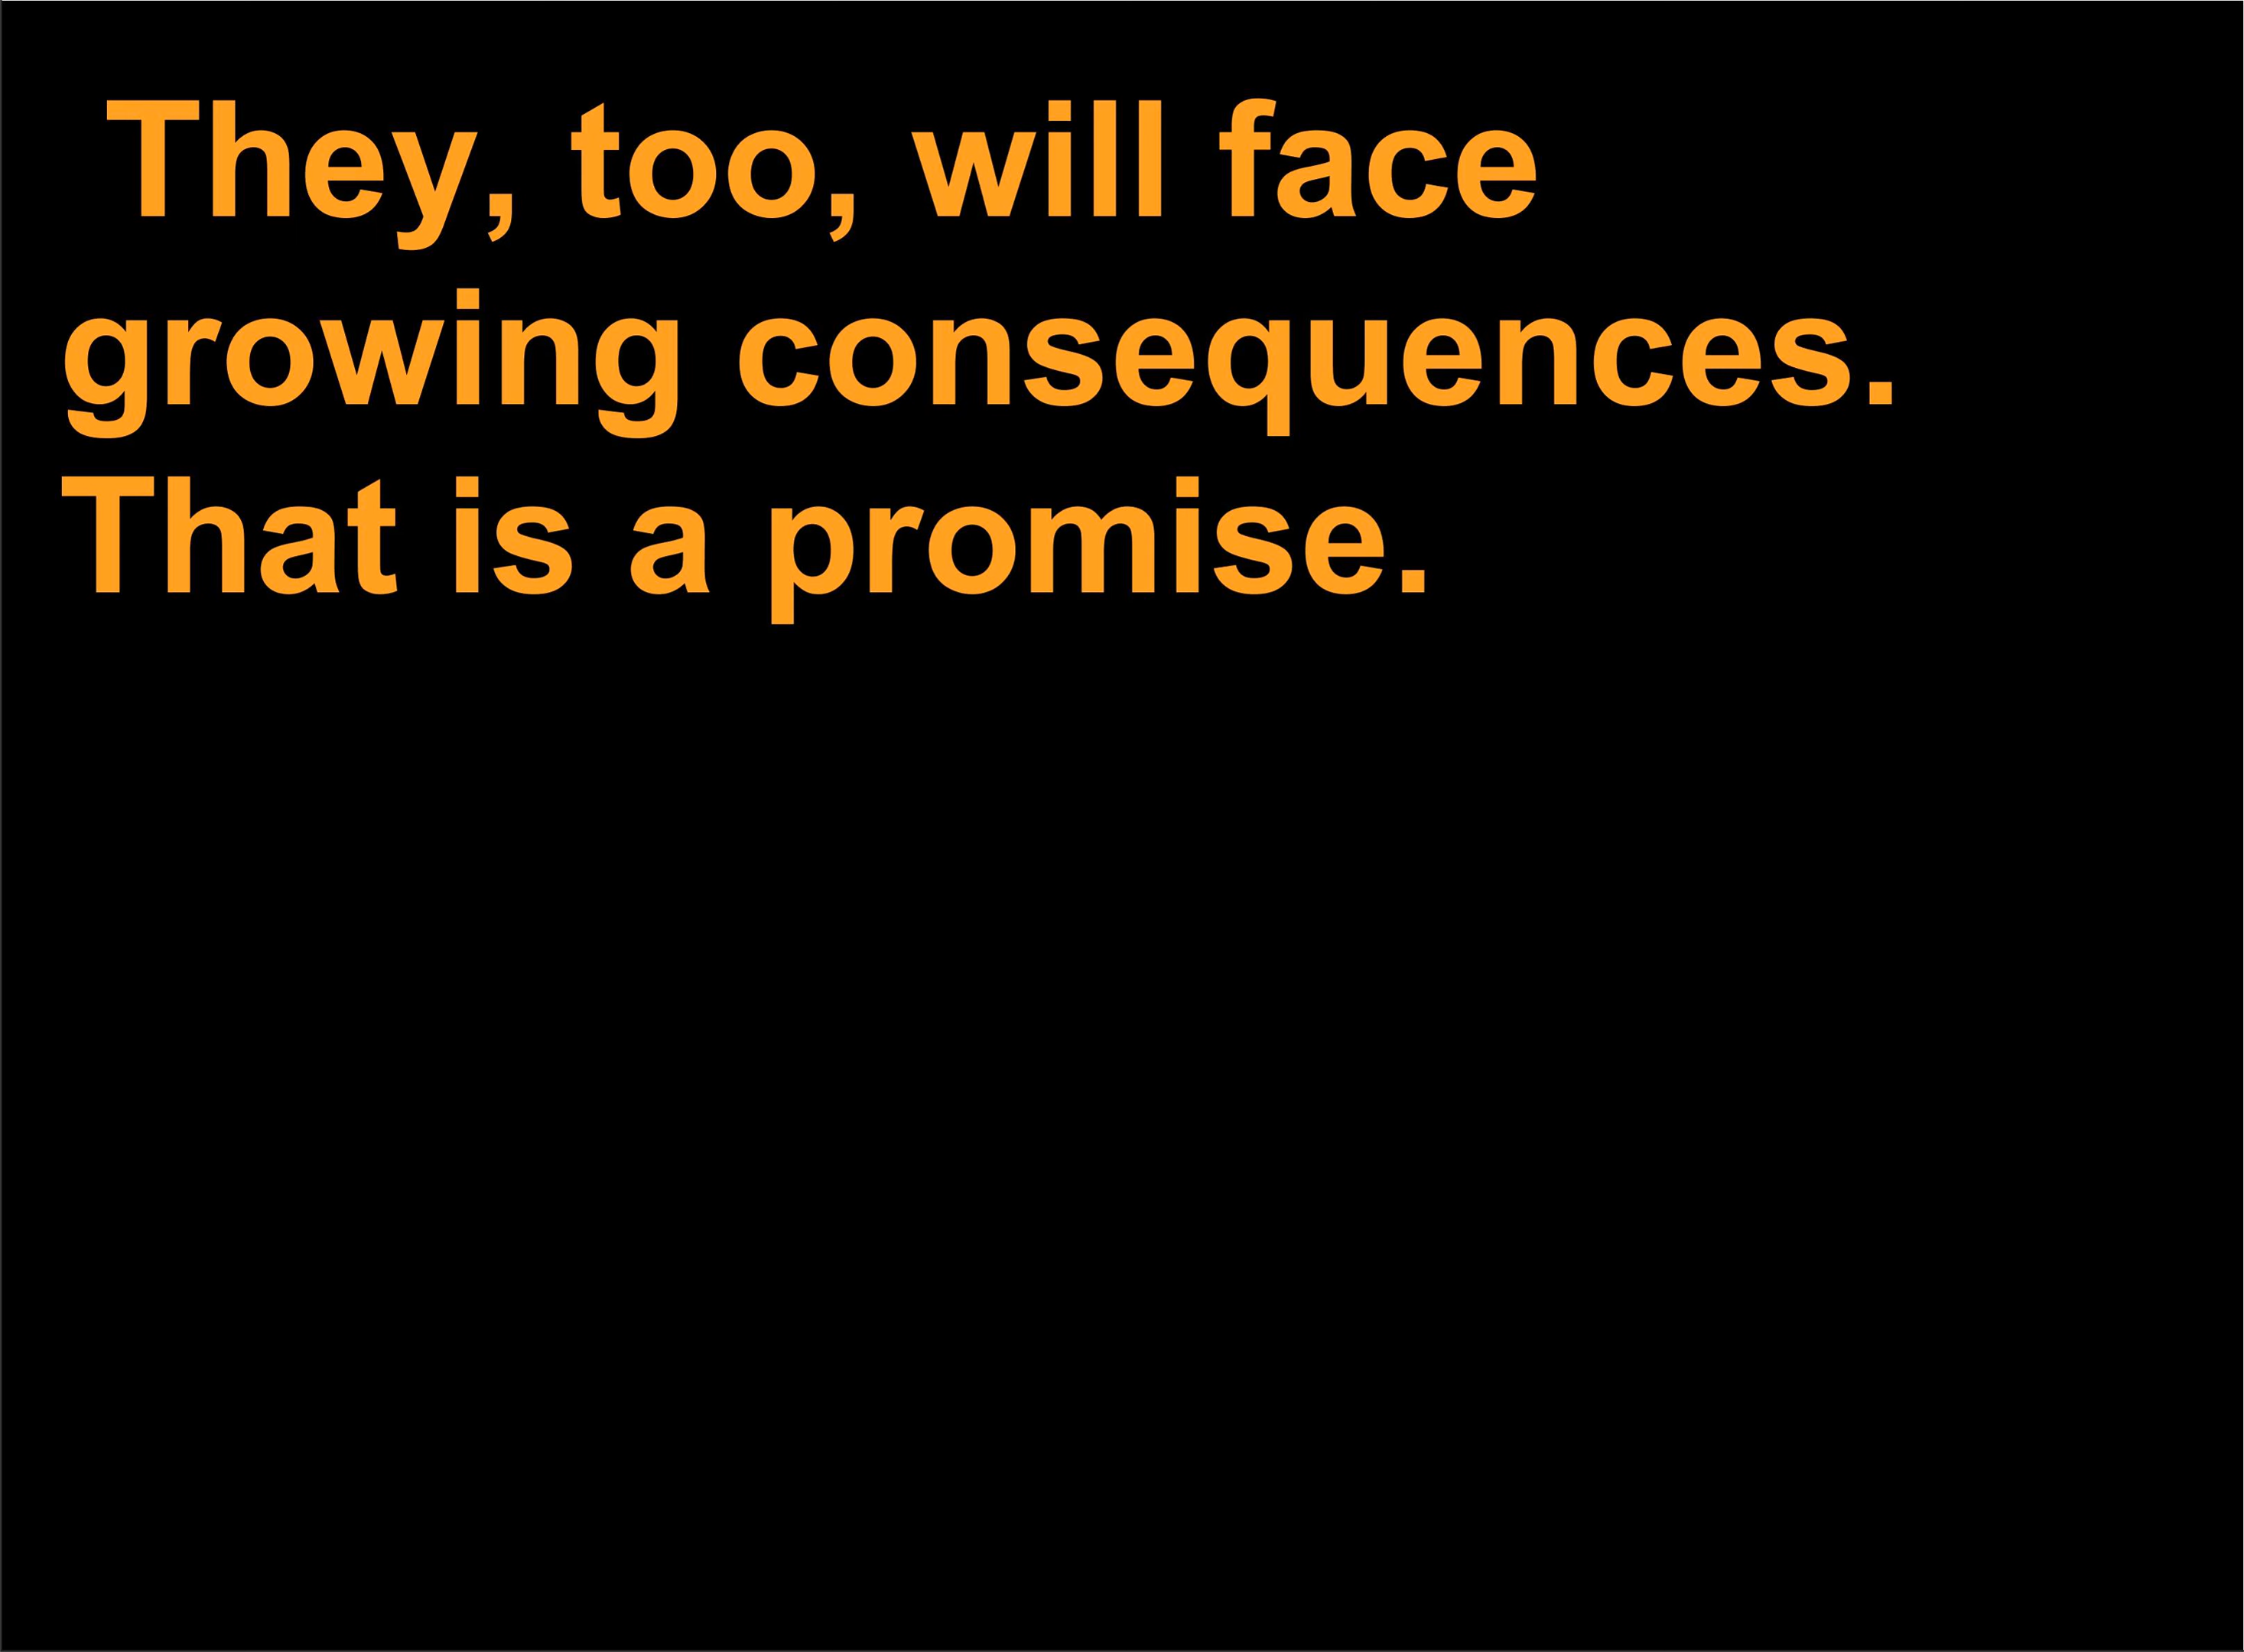 They, too, will face
growing consequences.
That is a promise.